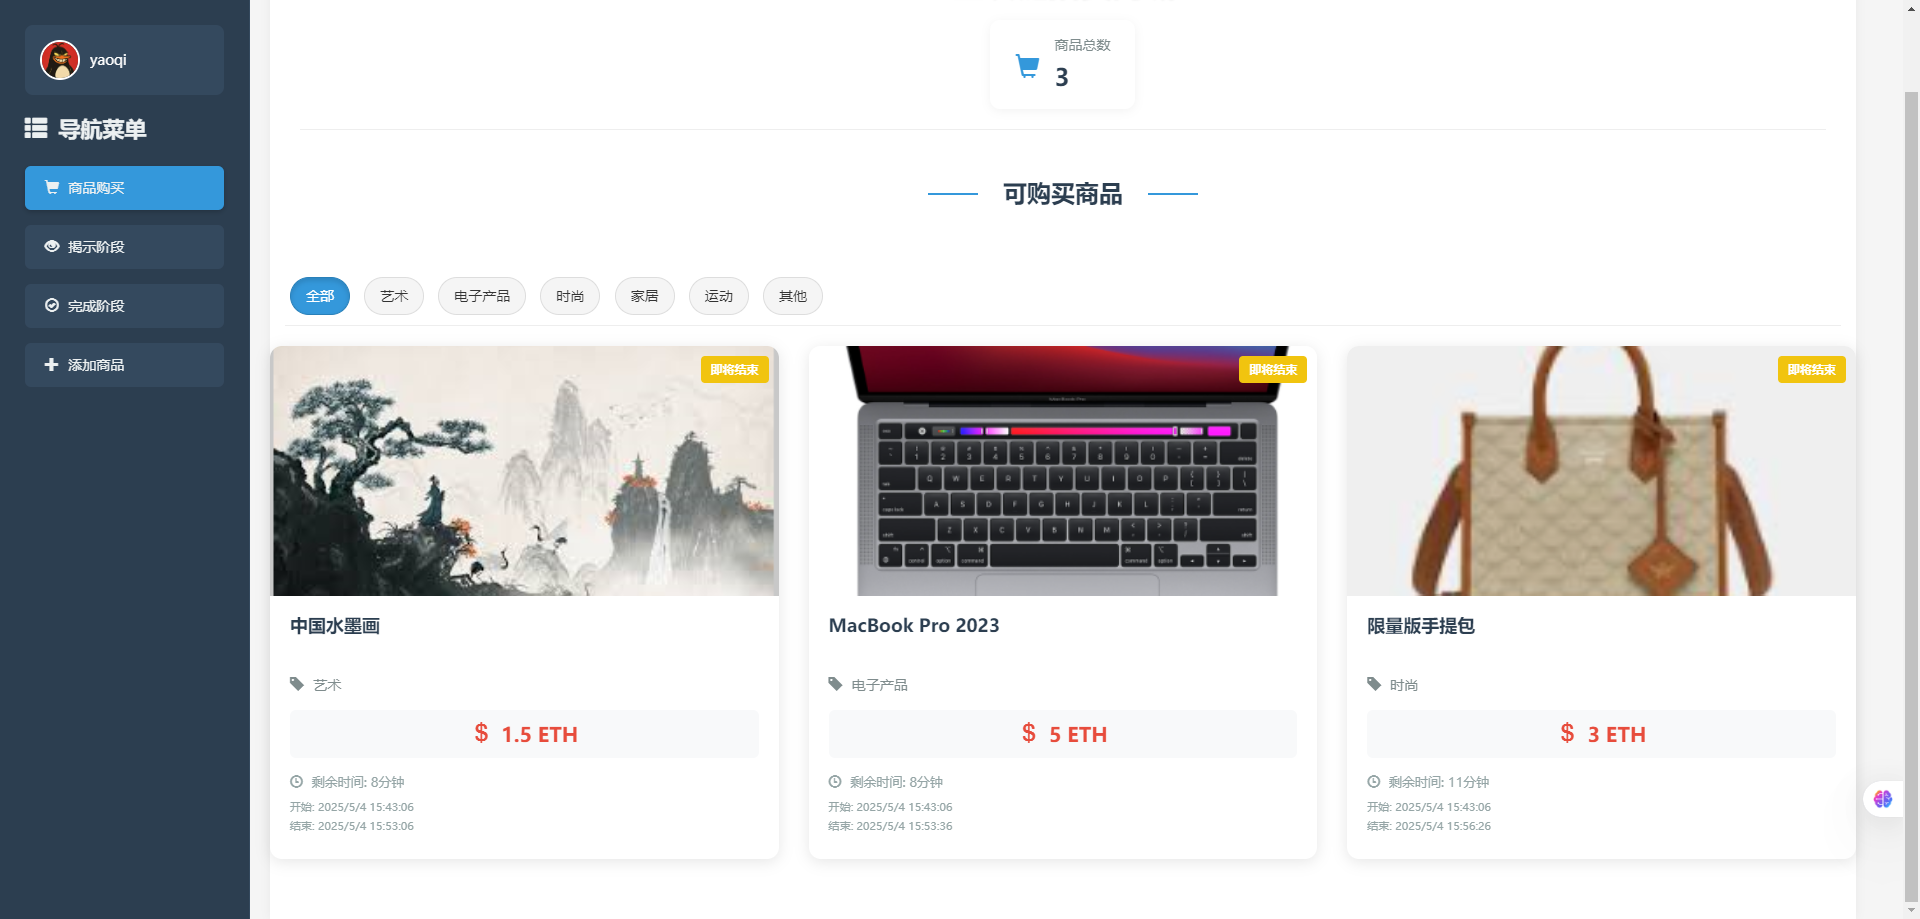 yaoqi
导航菜单
商品购买
揭示阶段
完成阶段
添加商品
商品总数
3
可购买商品
全部
艺术
电子产品
时尚
家居
运动
其他
即将结束
即将结束
即将结束
中国水墨画
艺术
$ 1.5 ETH
剩余时间: 8分钟
开始: 2025/5/4 15:43:06
结束: 2025/5/4 15:53:06
MacBook Pro 2023
电子产品
$ 5 ETH
剩余时间: 8分钟
开始: 2025/5/4 15:43:06
结束: 2025/5/4 15:53:36
限量版手提包
时尚
$ 3 ETH
剩余时间: 11分钟
开始: 2025/5/4 15:43:06
结束: 2025/5/4 15:56:26